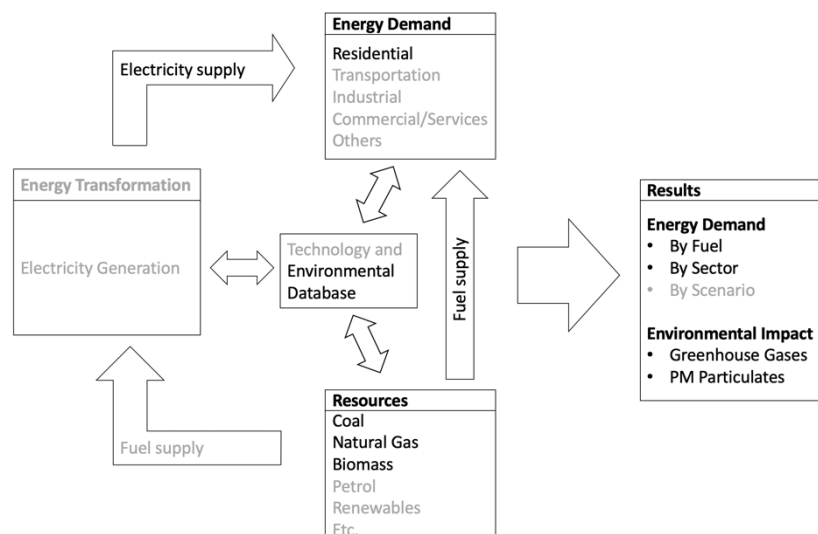 Energy Demand
Residential
Transportation
Industrial
Commercial/Services
Others
Electricity supply
Energy Transformation
Electricity Generation
Technology and
Environmental
Database
Fuel supply
Results
Energy Demand
• By Fuel
• By Sector
• By Scenario
Environmental Impact
• Greenhouse Gases
• PM Particulates
Fuel supply
Resources
Coal
Natural Gas
Biomass
Petrol
Renewables
Etc.